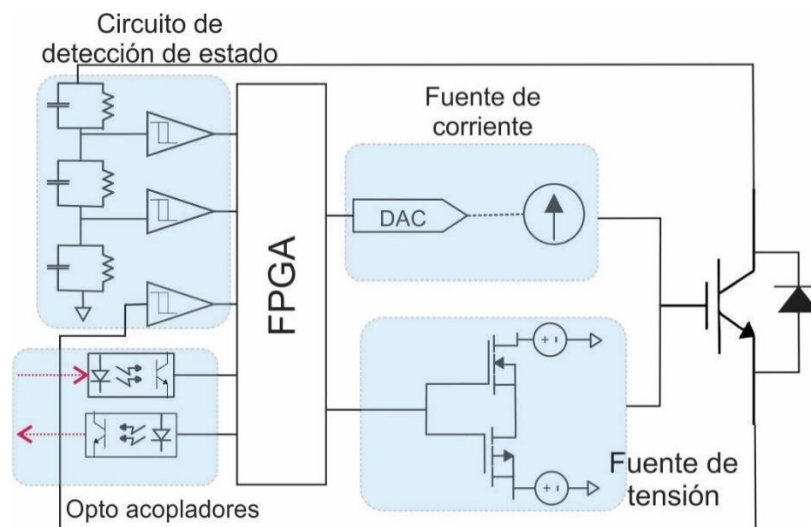 Circuito de
detección de estado
Fuente de
corriente
DAC
FPGA
+ -
+ -
Fuente de
tensión
Opto acopladores